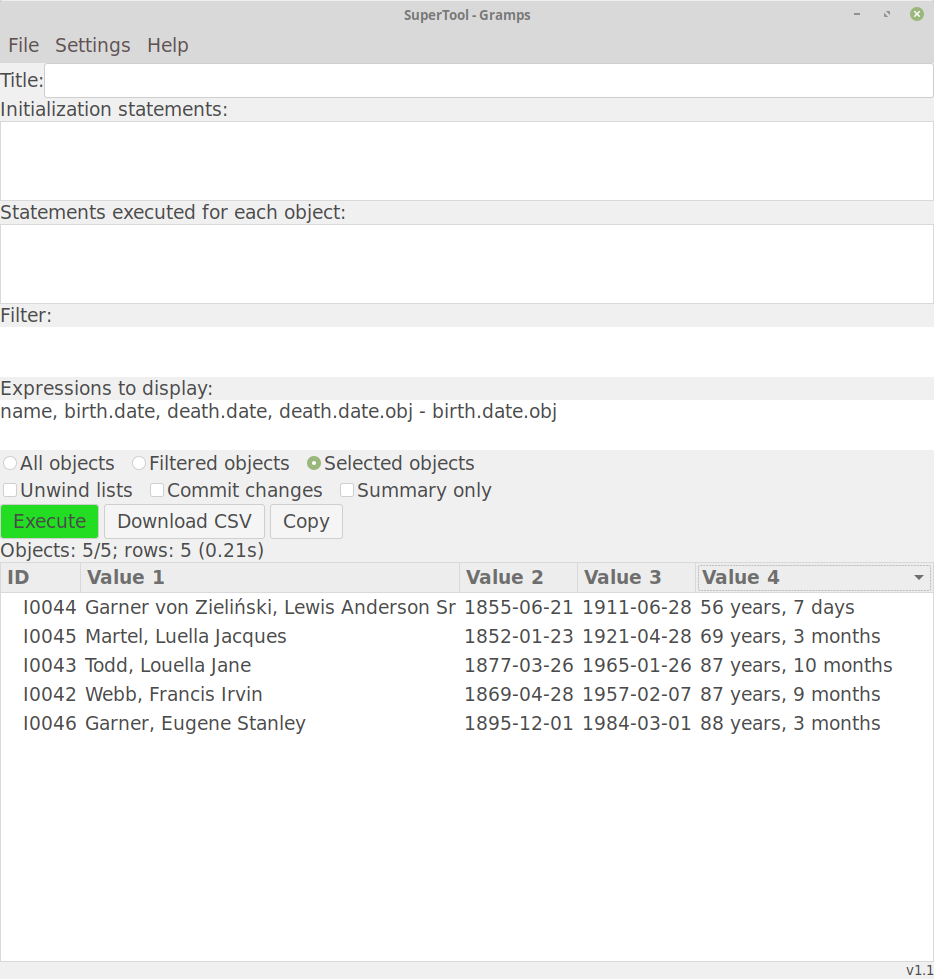 SuperTool - Gramps
File Settings Help
Title:
Initialization statements:
Statements executed for each object:
Filter:
Expressions to display:
name, birth.date, death.date, death.date.obj - birth.date.obj
All objects Filtered objects Selected objects
Unwind lists Commit changes Summary only
Execute Download CSV Copy
Objects: 5/5; rows: 5 (0.21s)
ID Value 1 Value 2 Value 3 Value 4
I0044 Garner von Zieliński, Lewis Anderson Sr 1855-06-21 1911-06-28 56 years, 7 days
I0045 Martel, Luella Jacques 1852-01-23 1921-04-28 69 years, 3 months
I0043 Todd, Louella Jane 1877-03-26 1965-01-26 87 years, 10 months
I0042 Webb, Francis Irvin 1869-04-28 1957-02-07 87 years, 9 months
I0046 Garner, Eugene Stanley 1895-12-01 1984-03-01 88 years, 3 months
v1.1